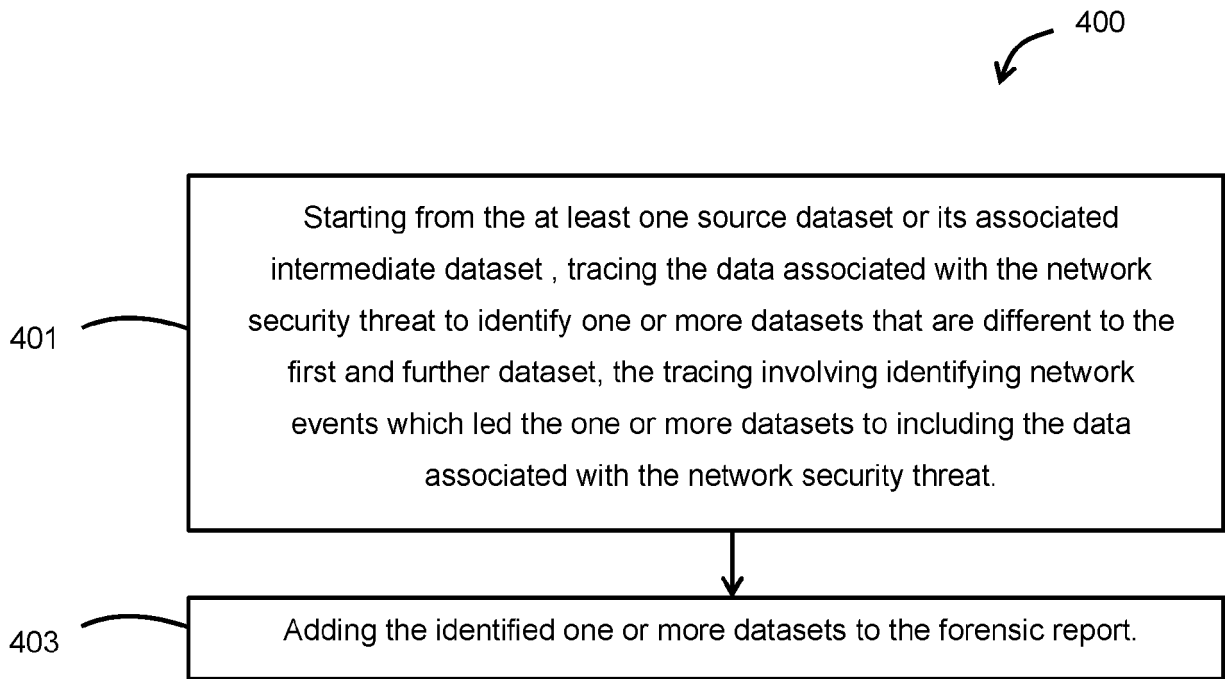 400
Starting from the at least one source dataset or its associated
intermediate dataset , tracing the data associated with the network
security threat to identify one or more datasets that are different to the
first and further dataset, the tracing involving identifying network
events which led the one or more datasets to including the data
associated with the network security threat.
401
Adding the identified one or more datasets to the forensic report.
403